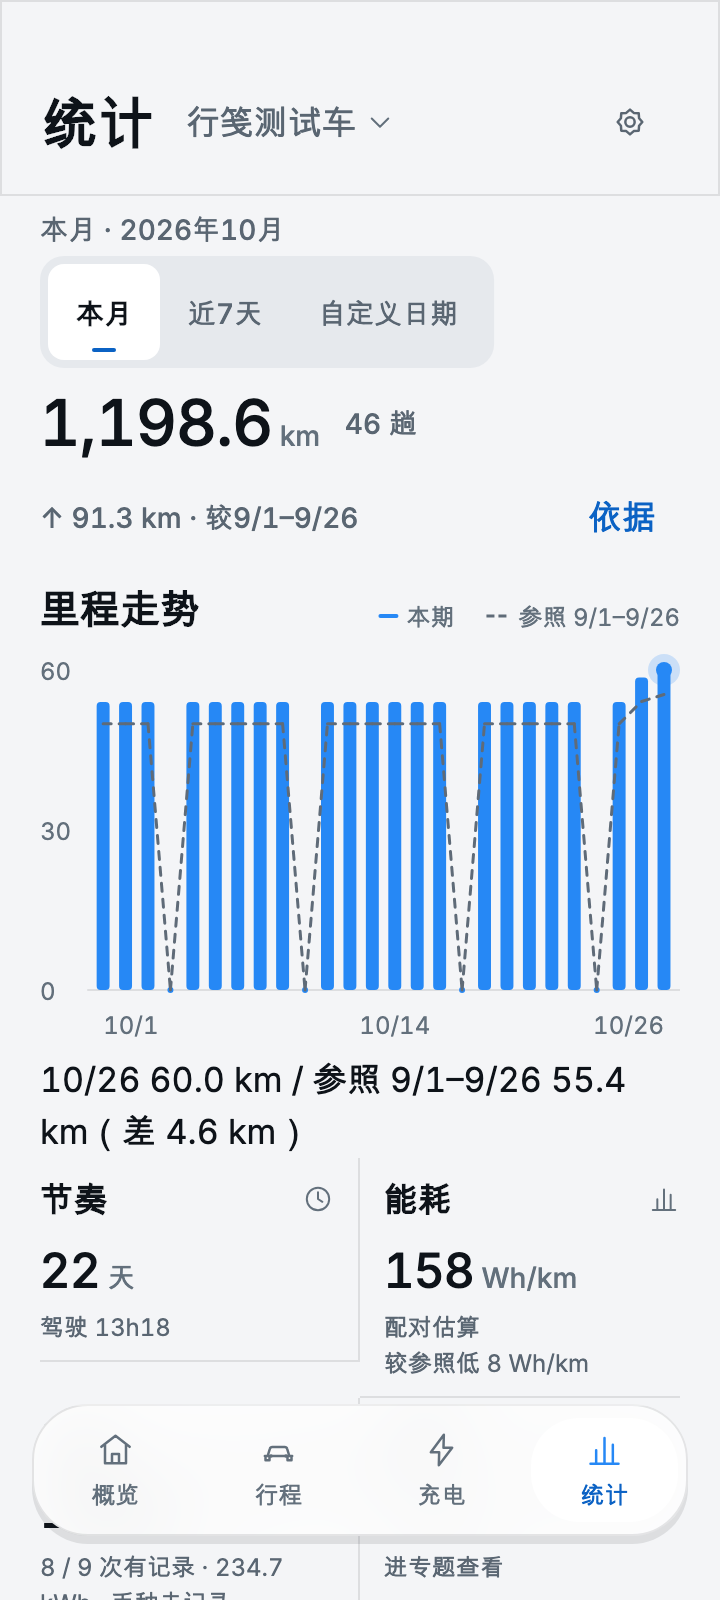 统计 行笺测试车
本月 · 2026年10月
本月 近7天 自定义日期
1,198.6 km 46 趟
↑ 91.3 km · 较9/1–9/26 依据
里程走势 本期 参照 9/1–9/26
60
30
0
10/1 10/14 10/26
10/26 60.0 km / 参照 9/1–9/26 55.4
km ( 差 4.6 km )
节奏 能耗
22 天 158 Wh/km
驾驶 13h18 配对估算
较参照低 8 Wh/km
概览 行程 充电 统计
8 / 9 次有记录 · 234.7 进专题查看